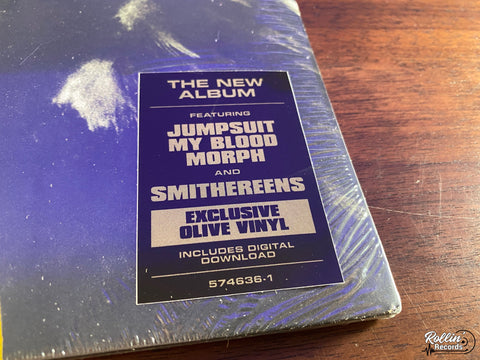 THE NEW
ALBUM
FEATURING
JUMPSUIT
MY BLOOD
MORPH
AND
SMITHEREENS
EXCLUSIVE
OLIVE VINYL
INCLUDES DIGITAL
DOWNLOAD
574636-1
Rollin
Records